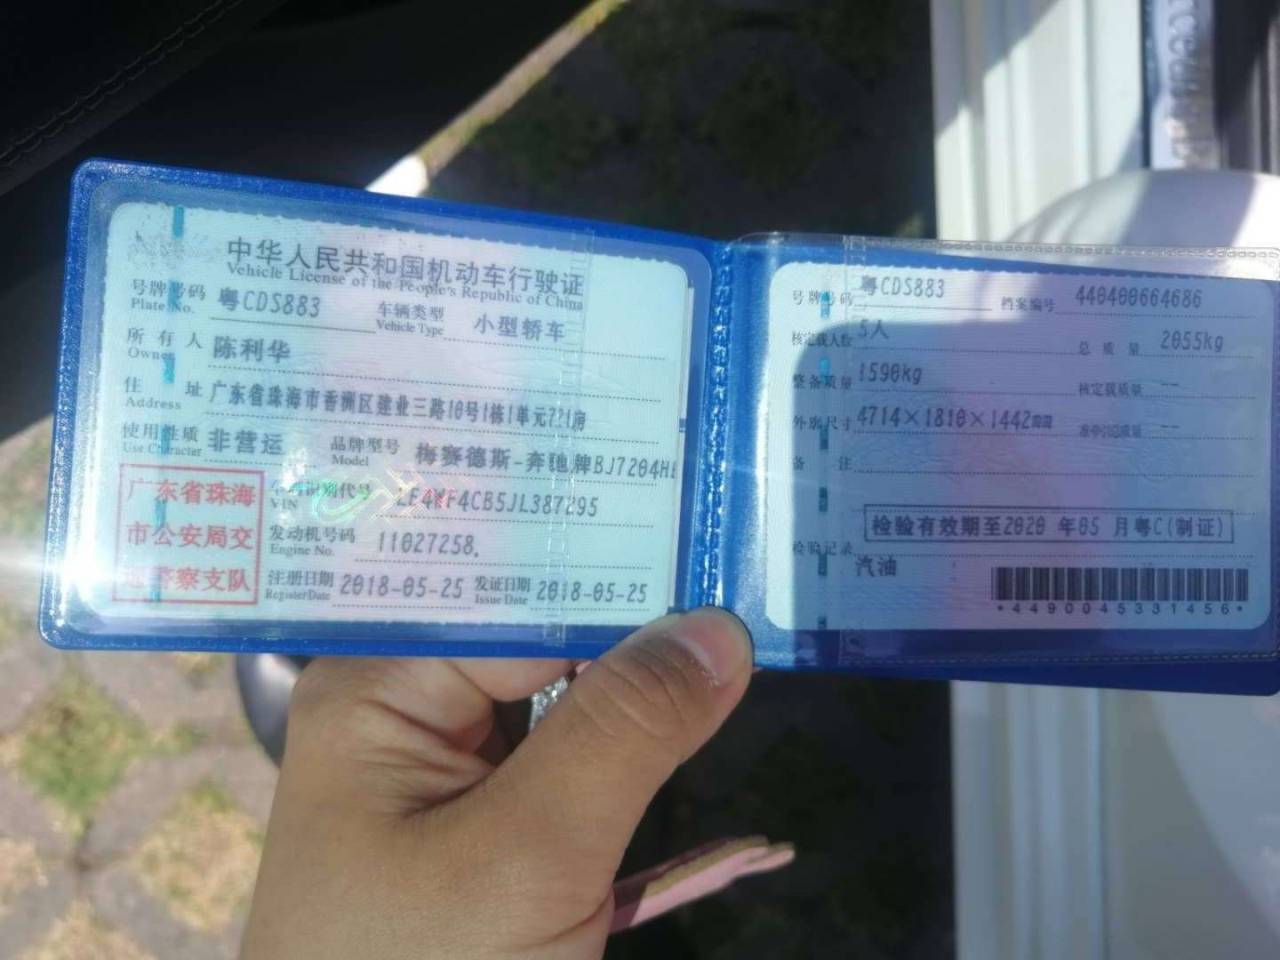 中华人民共和国机动车行驶证
Vehicle License of the People's Republic of China
号牌号码 粤CDS883 车辆类型 小型轿车
Plate No. Vehicle Type
所有人 陈利华
Owner
住址 广东省珠海市香洲区建业三路10号1栋1单元721房
Address
使用性质 非营运 品牌型号 梅赛德斯-奔驰牌BJ7204H
Use Character Model
广东省珠海
市公安局交
通警察支队
车辆识别代号 LE4WF4CB5JL387295
VIN
发动机号码 11027258.
Engine No.
注册日期 2018-05-25 发证日期 2018-05-25
Register Date Issue Date
号牌号码 粤CDS883 档案编号 440400664686
核定载人数 5人 总质量 2055kg
整备质量 1590kg 核定载质量 --
外廓尺寸 4714×1810×1442mm 准牵引总质量 --
备注
检验有效期至2020年05月粤C(制证)
检验记录
汽油
*4490045331456*